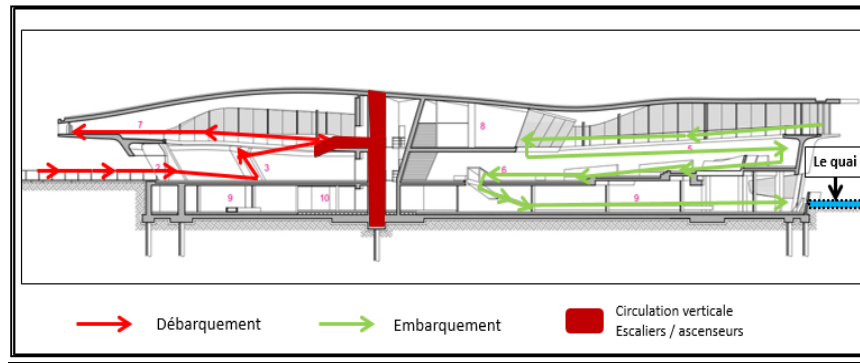 7
8
5
2
3
6
Le quai
9
10
9
Débarquement
Embarquement
Circulation verticale
Escaliers / ascenseurs